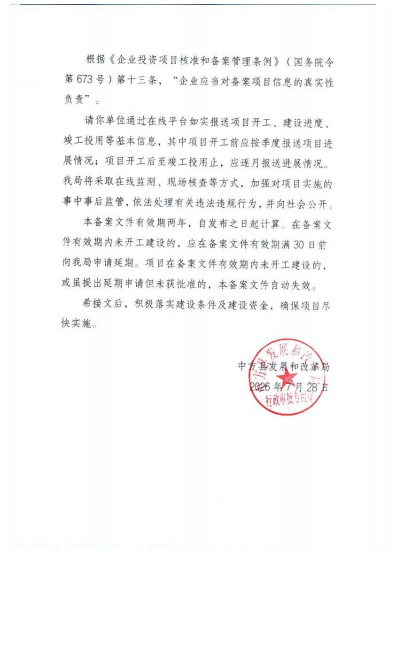 根据《企业投资项目核准和备案管理条例》（国务院令
第 673 号）第十三条，“企业应当对备案项目信息的真实性
负责”。
请你单位通过在线平台如实报送项目开工、建设进度、
竣工投用等基本信息，其中项目开工前应按季度报送项目进
展情况；项目开工后至竣工投用止，应逐月报送进展情况。
我局将采取在线监测、现场核查等方式，加强对项目实施的
事中事后监管，依法处理有关违法违规行为，并向社会公开。
本备案文件有效期两年，自发布之日起计算。在备案文
件有效期内未开工建设的，应在备案文件有效期满 30 日前
向我局申请延期。项目在备案文件有效期内未开工建设的，
或虽提出延期申请但未获批准的，本备案文件自动失效。
希接文后，积极落实建设条件及建设资金，确保项目尽
快实施。
中方县发展和改革局
2026 年 7 月 28 日
行政审批专用章